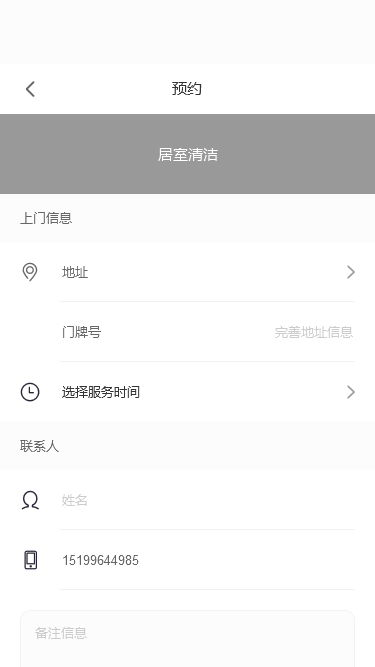 预约
居室清洁
上门信息
地址
门牌号 完善地址信息
选择服务时间
联系人
姓名
15199644985
备注信息